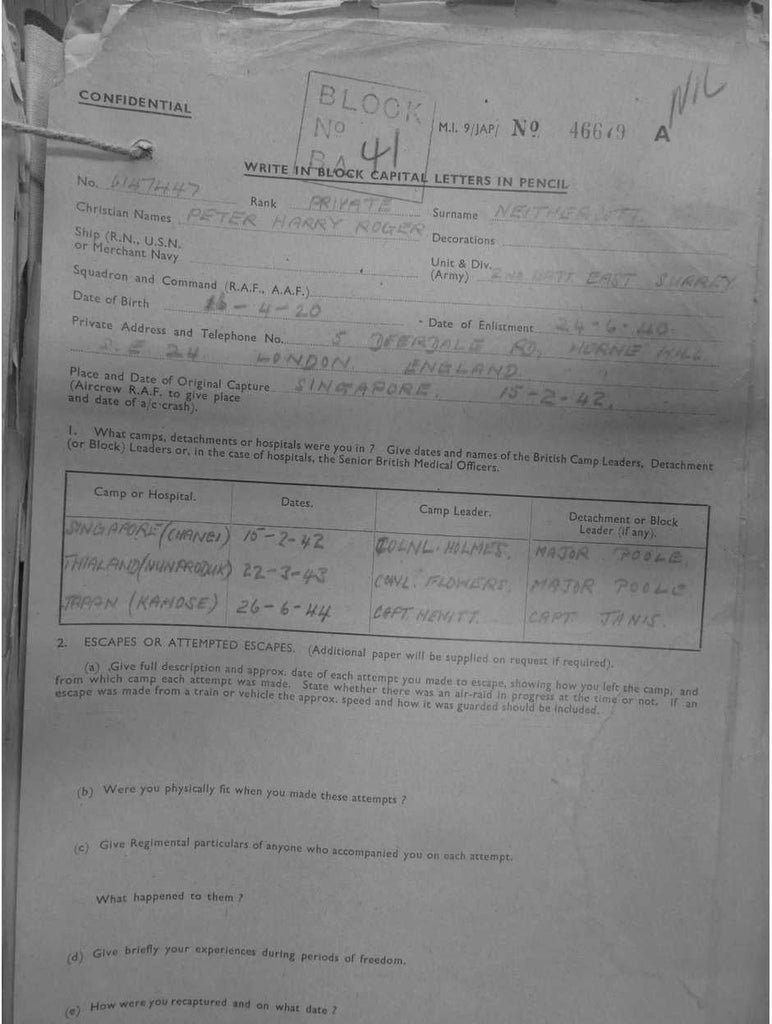 CONFIDENTIAL
BLOCK
No
BA 41
M.I. 9/JAP/ No A
NIL
WRITE IN BLOCK CAPITAL LETTERS IN PENCIL
No. 6147447 Rank PRIVATE Surname
Christian Names PETER HARRY ROGER Decorations
Ship (R.N., U.S.N.
or Merchant Navy
Unit & Div.
(Army) 2ND BATT EAST SURREY
Squadron and Command (R.A.F., A.A.F.)
Date of Birth 16-4-20 Date of Enlistment 24-6-40
Private Address and Telephone No. 5 DEERDALE RD, HERNE HILL
S.E 24. LONDON. ENGLAND.
Place and Date of Original Capture SINGAPORE. 15-2-42.
(Aircrew R.A.F. to give place
and date of a/c crash).
1. What camps, detachments or hospitals were you in ? Give dates and names of the British Camp Leaders, Detachment
(or Block) Leaders or, in the case of hospitals, the Senior British Medical Officers.
Camp or Hospital. Dates. Camp Leader. Detachment or Block
Leader (if any).
SINGAPORE (CHANGI) 15-2-42 COLNL. HOLMES. MAJOR POOLE.
THIALAND/(NUNPRODUK) 22-3-43 CONL. FLOWERS. MAJOR POOLE
JAPAN (KAMOSE) 26-6-44 CAPT. HEWITT. CAPT JANIS.
2. ESCAPES OR ATTEMPTED ESCAPES. (Additional paper will be supplied on request if required).
(a) Give full description and approx. date of each attempt you made to escape, showing how you left the camp, and
from which camp each attempt was made. State whether there was an air-raid in progress at the time or not. If an
escape was made from a train or vehicle the approx. speed and how it was guarded should be included.
(b) Were you physically fit when you made these attempts ?
(c) Give Regimental particulars of anyone who accompanied you on each attempt.
What happened to them ?
(d) Give briefly your experiences during periods of freedom.
(e) How were you recaptured and on what date ?